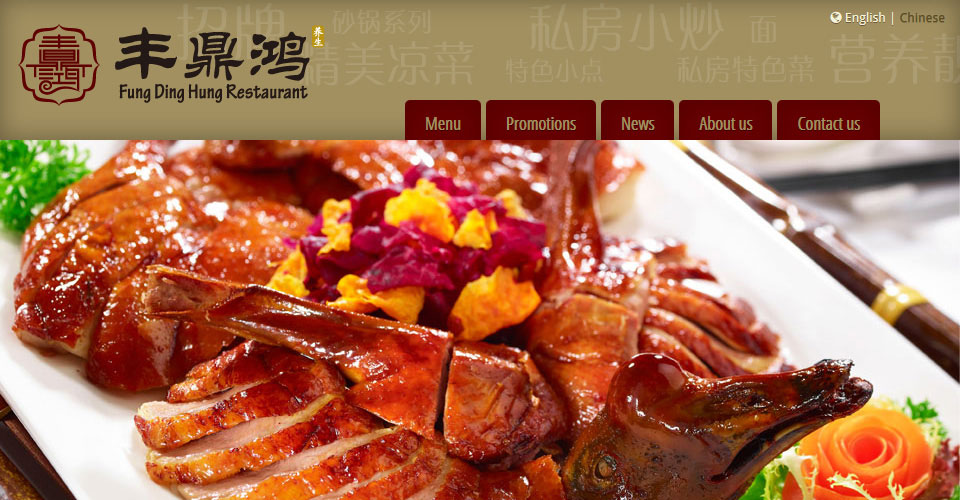 招牌
砂锅系列
私房小炒
面
English | Chinese
丰鼎鸿
养生
精美凉菜
特色小点
私房特色菜
营养靓
Fung Ding Hung Restaurant
Menu
Promotions
News
About us
Contact us